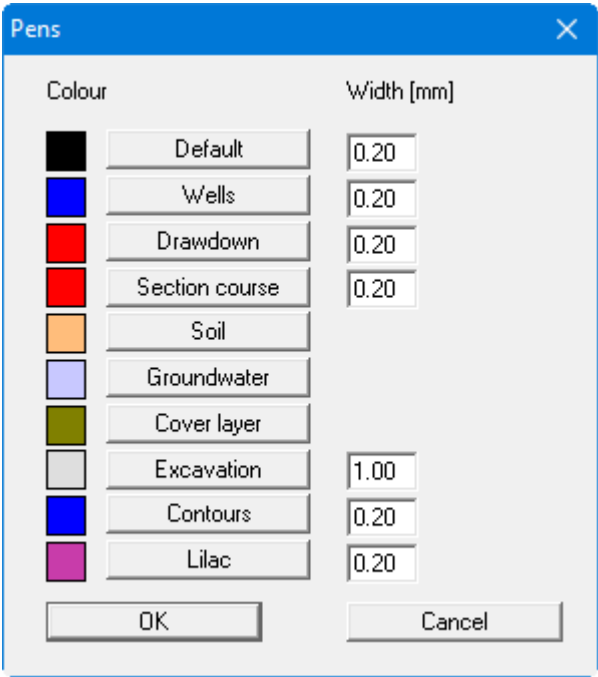 Pens
Colour Width [mm]
Default 0.20
Wells 0.20
Drawdown 0.20
Section course 0.20
Soil
Groundwater
Cover layer
Excavation 1.00
Contours 0.20
Lilac 0.20
OK Cancel